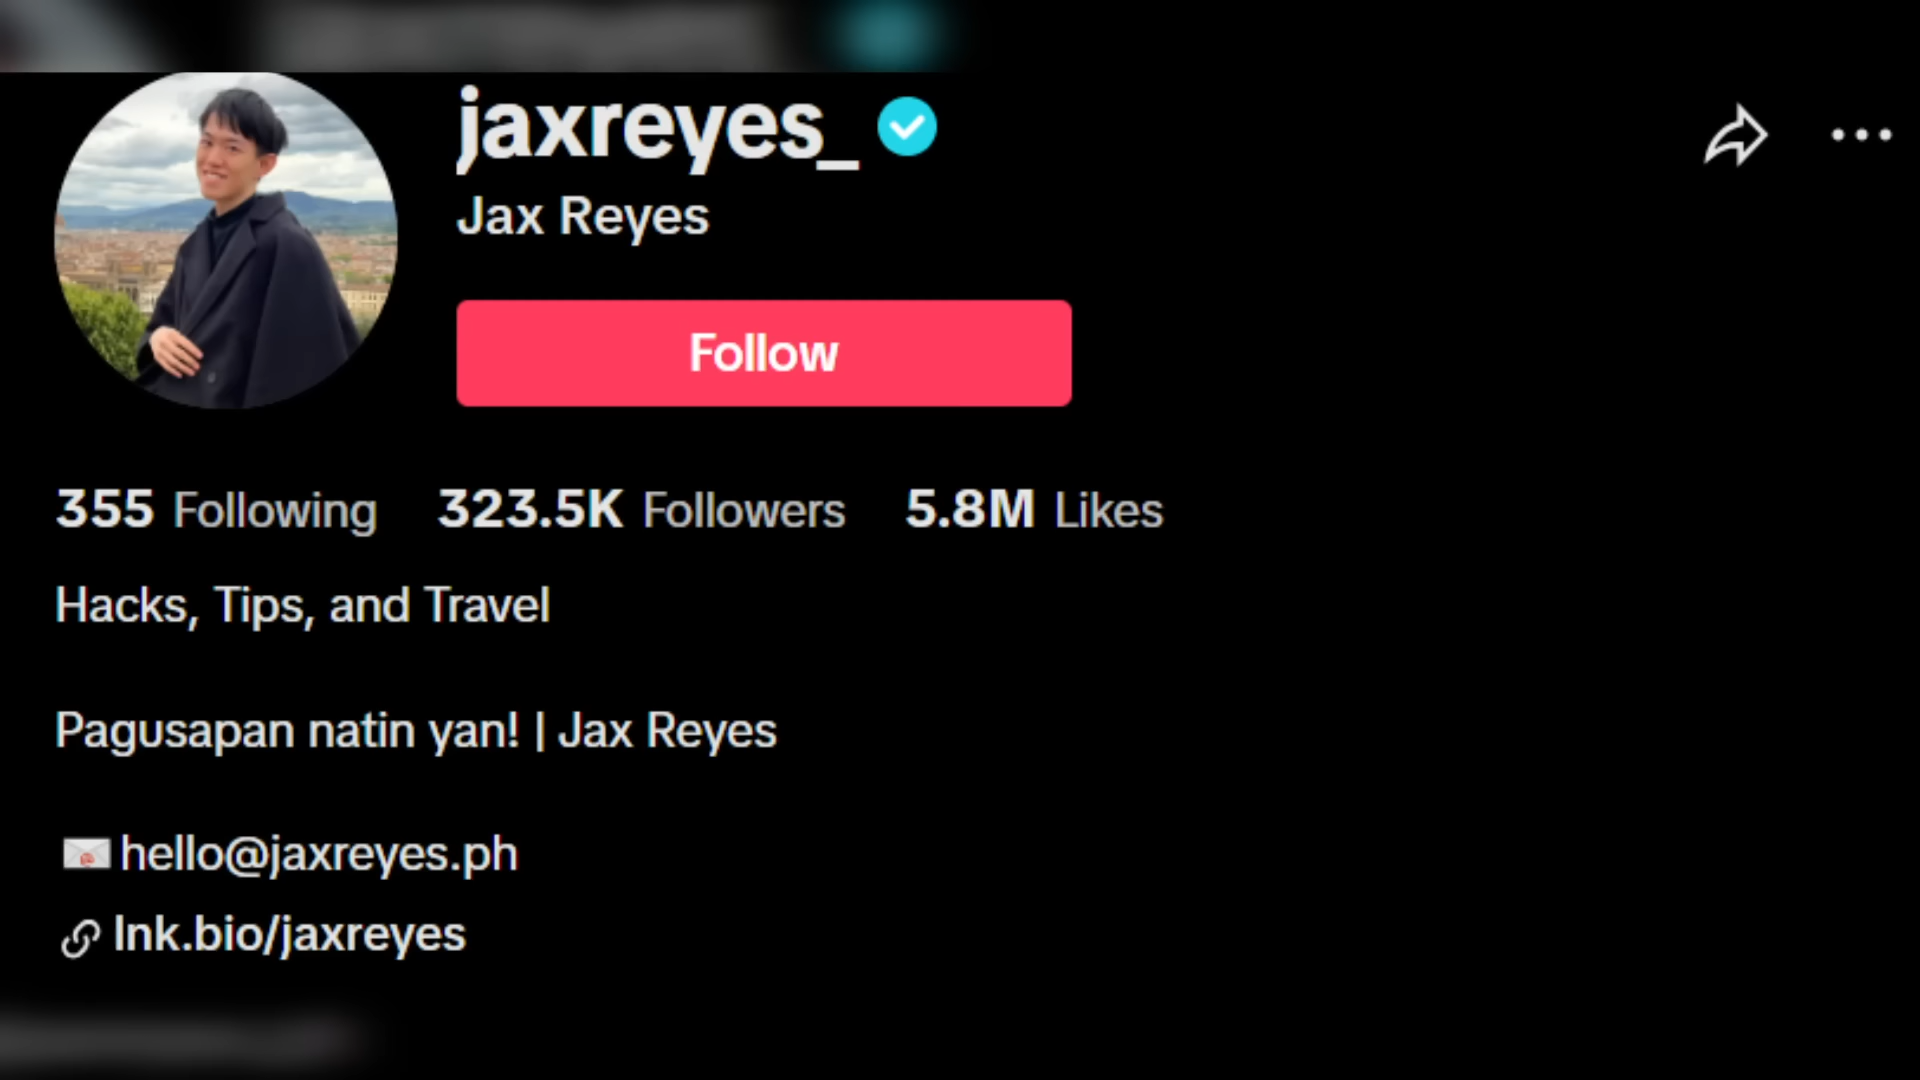 jaxreyes_
Jax Reyes
Follow
355 Following 323.5K Followers 5.8M Likes
Hacks, Tips, and Travel
Pagusapan natin yan! | Jax Reyes
hello@jaxreyes.ph
lnk.bio/jaxreyes